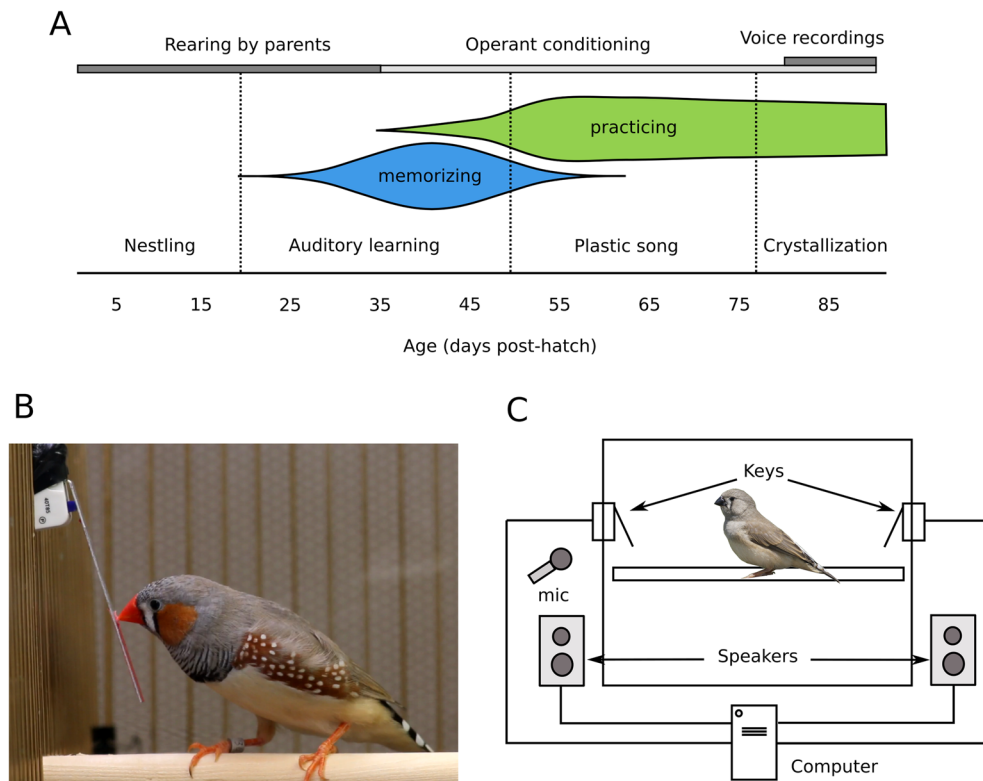 A
Rearing by parents
Operant conditioning
Voice recordings
practicing
memorizing
Nestling
Auditory learning
Plastic song
Crystallization
5 15 25 35 45 55 65 75 85
Age (days post-hatch)
B
C
Keys
mic
Speakers
Computer